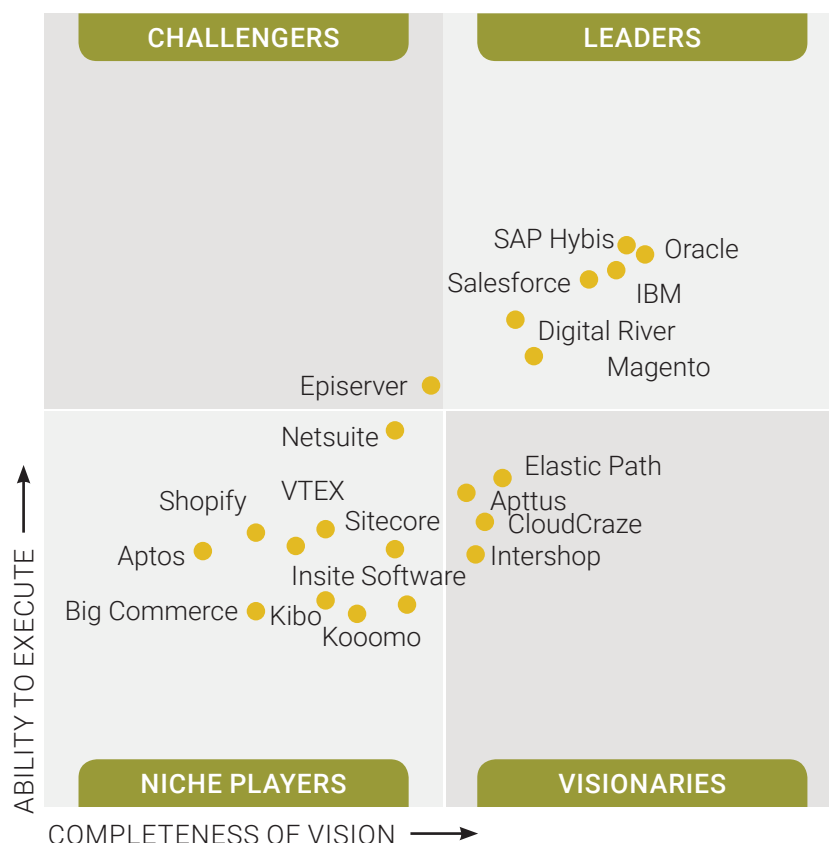 CHALLENGERS
LEADERS
SAP Hybis
Oracle
Salesforce
IBM
Digital River
Magento
Episerver
Netsuite
Elastic Path
VTEX
Shopify
Apttus
Sitecore
CloudCraze
Aptos
Intershop
Insite Software
Big Commerce
Kibo
Kooomo
ABILITY TO EXECUTE
NICHE PLAYERS
VISIONARIES
COMPLETENESS OF VISION